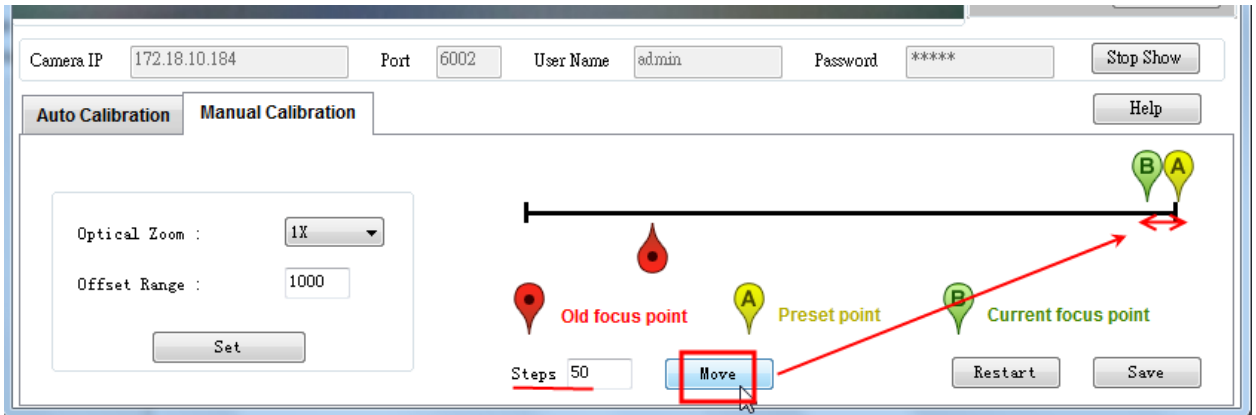 Camera IP 172.18.10.184 Port 6002 User Name admin Password ***** Stop Show
Auto Calibration Manual Calibration Help
B A
Optical Zoom : 1X
Offset Range : 1000
A B
Old focus point Preset point Current focus point
Set
Steps 50 Move Restart Save